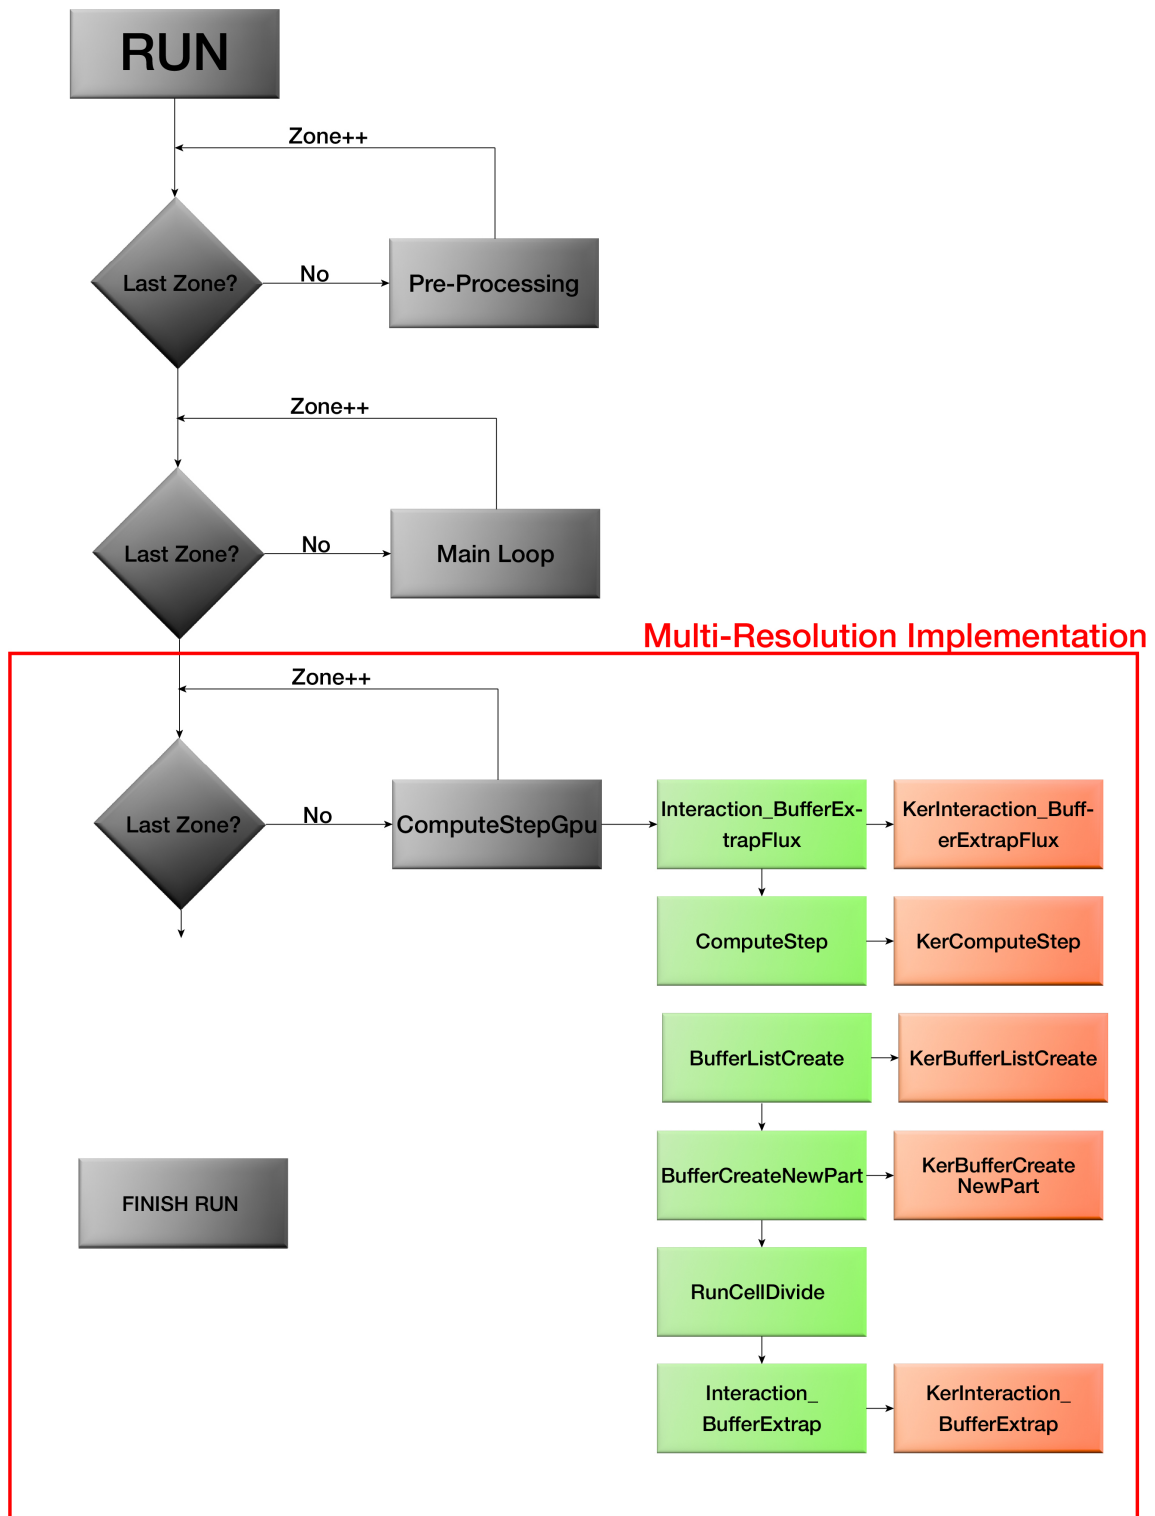 RUN
Zone++
Last Zone?
No
Pre-Processing
Zone++
Last Zone?
No
Main Loop
Multi-Resolution Implementation
Zone++
Last Zone?
No
ComputeStepGpu
Interaction_BufferEx-
trapFlux
KerInteraction_Buff-
erExtrapFlux
ComputeStep
KerComputeStep
BufferListCreate
KerBufferListCreate
BufferCreateNewPart
KerBufferCreate
NewPart
FINISH RUN
RunCellDivide
Interaction_
BufferExtrap
KerInteraction_
BufferExtrap